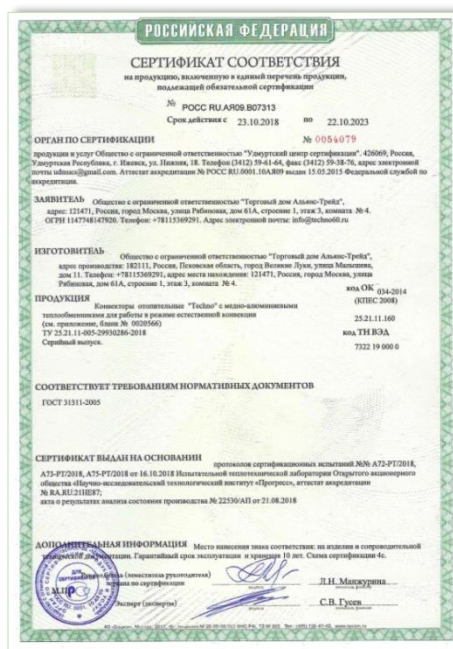 РОССИЙСКАЯ ФЕДЕРАЦИЯ
СЕРТИФИКАТ СООТВЕТСТВИЯ
на продукцию, включенную в единый перечень продукции,
подлежащей обязательной сертификации
№ РОСС RU.АЯ09.В07313
Срок действия с 23.10.2018 по 22.10.2023
№ 0054079
ОРГАН ПО СЕРТИФИКАЦИИ
продукции и услуг Общество с ограниченной ответственностью "Удмуртский центр сертификации". 426069, Россия,
Удмуртская Республика, г. Ижевск, ул. Нижняя, 18. Телефон (3412) 59-61-64, факс (3412) 59-38-76, адрес электронной
почты udmucs@gmail.com. Аттестат аккредитации № РОСС RU.0001.10АЯ09 выдан 15.05.2015 Федеральной службой по
аккредитации.
ЗАЯВИТЕЛЬ Общество с ограниченной ответственностью "Торговый дом Альянс-Трейд",
адрес: 121471, Россия, город Москва, улица Рябиновая, дом 61А, строение 1, этаж 3, комната № 4.
ОГРН 1147748147920. Телефон: +78115369291. Адрес электронной почты: info@techno60.ru
ИЗГОТОВИТЕЛЬ Общество с ограниченной ответственностью "Торговый дом Альянс-Трейд",
адрес производства: 182111, Россия, Псковская область, город Великие Луки, улица Малышева,
дом 11. Телефон: +78115369291, адрес места нахождения: 121471, Россия, город Москва, улица
Рябиновая, дом 61А, строение 1, этаж 3, комната № 4.
код ОК 034-2014
(КПЕС 2008)
ПРОДУКЦИЯ
Конвекторы отопительные "Techno" с медно-алюминиевыми
теплообменниками для работы в режиме естественной конвекции
(см. приложение, бланк № 0020566)
ТУ 25.21.11-005-29930286-2018
Серийный выпуск.
25.21.11.160
код ТН ВЭД
7322 19 000 0
СООТВЕТСТВУЕТ ТРЕБОВАНИЯМ НОРМАТИВНЫХ ДОКУМЕНТОВ
ГОСТ 31311-2005
СЕРТИФИКАТ ВЫДАН НА ОСНОВАНИИ протоколов сертификационных испытаний №№ А72-РТ/2018,
А73-РТ/2018, А75-РТ/2018 от 16.10.2018 Испытательной теплотехнической лаборатории Открытого акционерного
общества «Научно-исследовательский технологический институт «Прогресс», аттестат аккредитации
№ RA.RU.21НЕ87;
акта о результатах анализа состояния производства № 22530/АП от 21.08.2018
ДОПОЛНИТЕЛЬНАЯ ИНФОРМАЦИЯ Место нанесения знака соответствия: на изделии и сопроводительной
технической документации. Гарантийный срок эксплуатации и хранения 10 лет. Схема сертификации 4с.
Руководитель (заместитель руководителя)
органа по сертификации
Л.Н. Манжурина
М.П.
Эксперт (эксперты)
С.В. Гусев